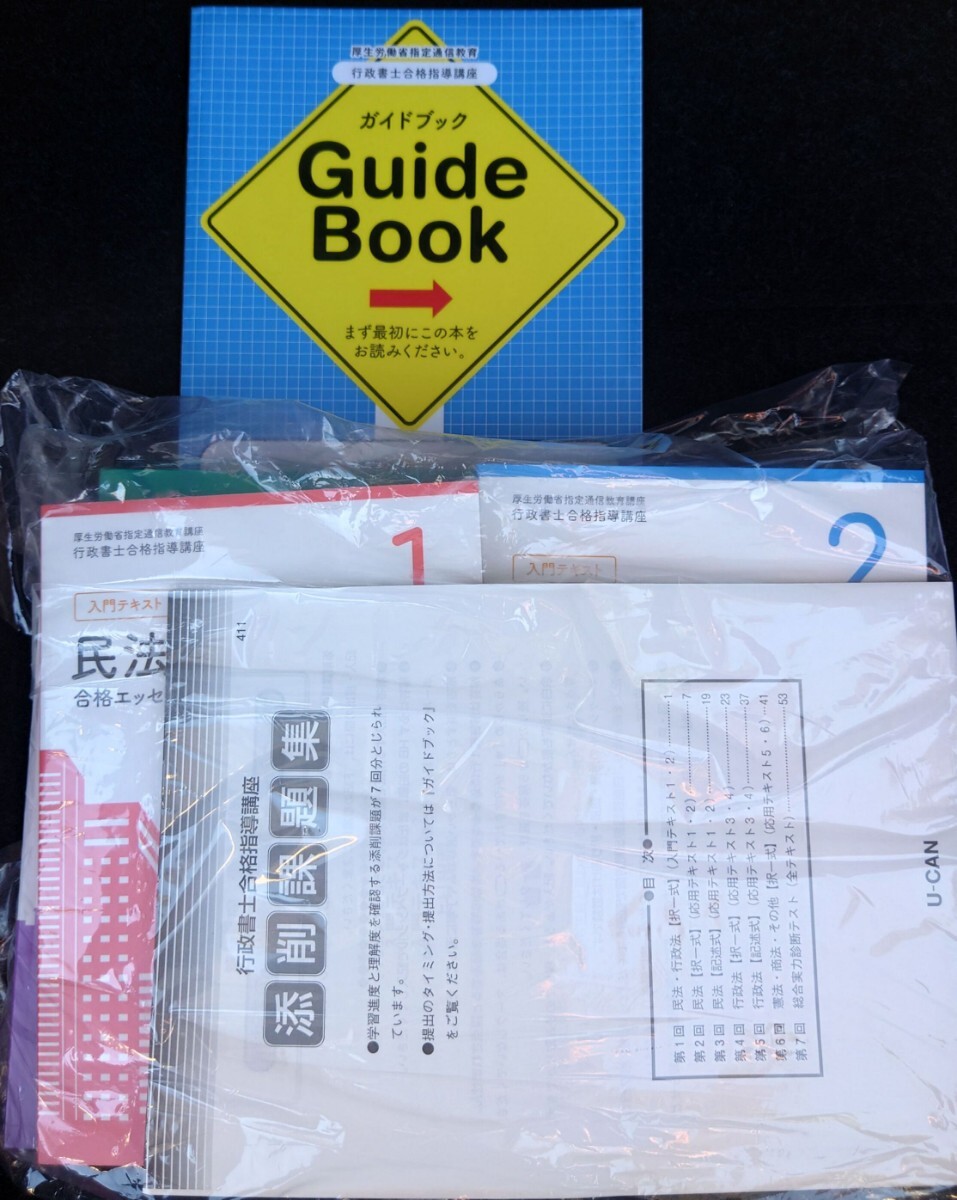 厚生労働省指定通信教育
行政書士合格指導講座
ガイドブック
Guide
Book
まず最初にこの本を
お読みください。
厚生労働省指定通信教育講座
行政書士合格指導講座
1
入門テキスト
民法
合格エッセ
厚生労働省指定通信教育講座
行政書士合格指導講座
2
入門テキスト
411
行政書士合格指導講座
添削課題集
●学習進度と理解度を確認する添削課題が7回分とじられ
ています。
●提出のタイミング・提出方法については『ガイドブック』
をご覧ください。
●目 次●
第1回 民法・行政法【択一式】(入門テキスト1・2)…………1
第2回 民法【択一式】(応用テキスト1・2)…………7
第3回 民法【記述式】(応用テキスト1・2)…………19
第4回 行政法【択一式】(応用テキスト3・4)…………23
第5回 行政法【記述式】(応用テキスト3・4)…………37
第6回 憲法・商法・その他【択一式】(応用テキスト5・6)…41
第7回 総合実力診断テスト(全テキスト)…………53
U-CAN